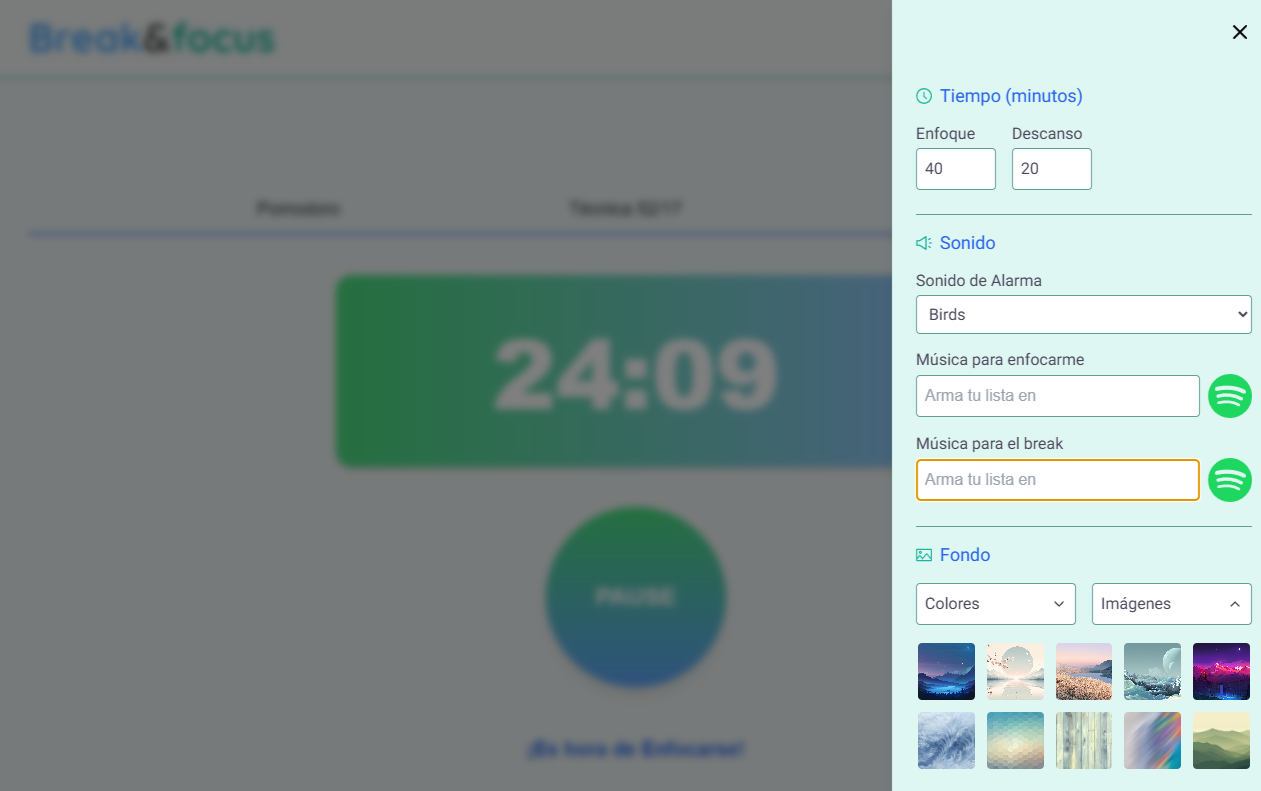 Break&focus
Pomodoro
Técnica 52/17
24:09
PAUSE
¡Es hora de Enfocarse!
Tiempo (minutos)
Enfoque Descanso
40 20
Sonido
Sonido de Alarma
Birds
Música para enfocarme
Arma tu lista en
Música para el break
Arma tu lista en
Fondo
Colores Imágenes